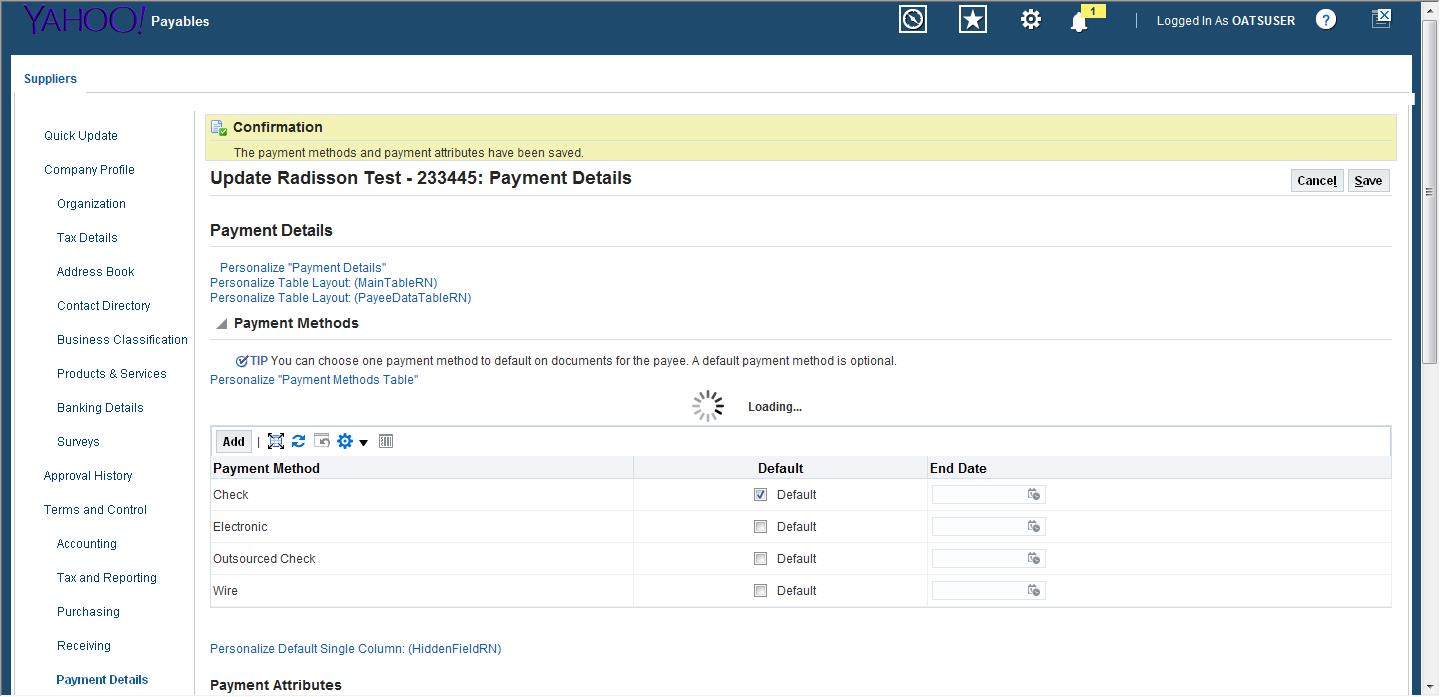 YAHOO! Payables
1
Logged In As OATSUSER
?
Suppliers
Quick Update
Company Profile
Organization
Tax Details
Address Book
Contact Directory
Business Classification
Products & Services
Banking Details
Surveys
Approval History
Terms and Control
Accounting
Tax and Reporting
Purchasing
Receiving
Payment Details
Confirmation
The payment methods and payment attributes have been saved.
Update Radisson Test - 233445: Payment Details
Cancel Save
Payment Details
Personalize "Payment Details"
Personalize Table Layout: (MainTableRN)
Personalize Table Layout: (PayeeDataTableRN)
Payment Methods
TIP You can choose one payment method to default on documents for the payee. A default payment method is optional.
Personalize "Payment Methods Table"
Loading...
Add |
Payment Method Default End Date
Check Default
Electronic Default
Outsourced Check Default
Wire Default
Personalize Default Single Column: (HiddenFieldRN)
Payment Attributes